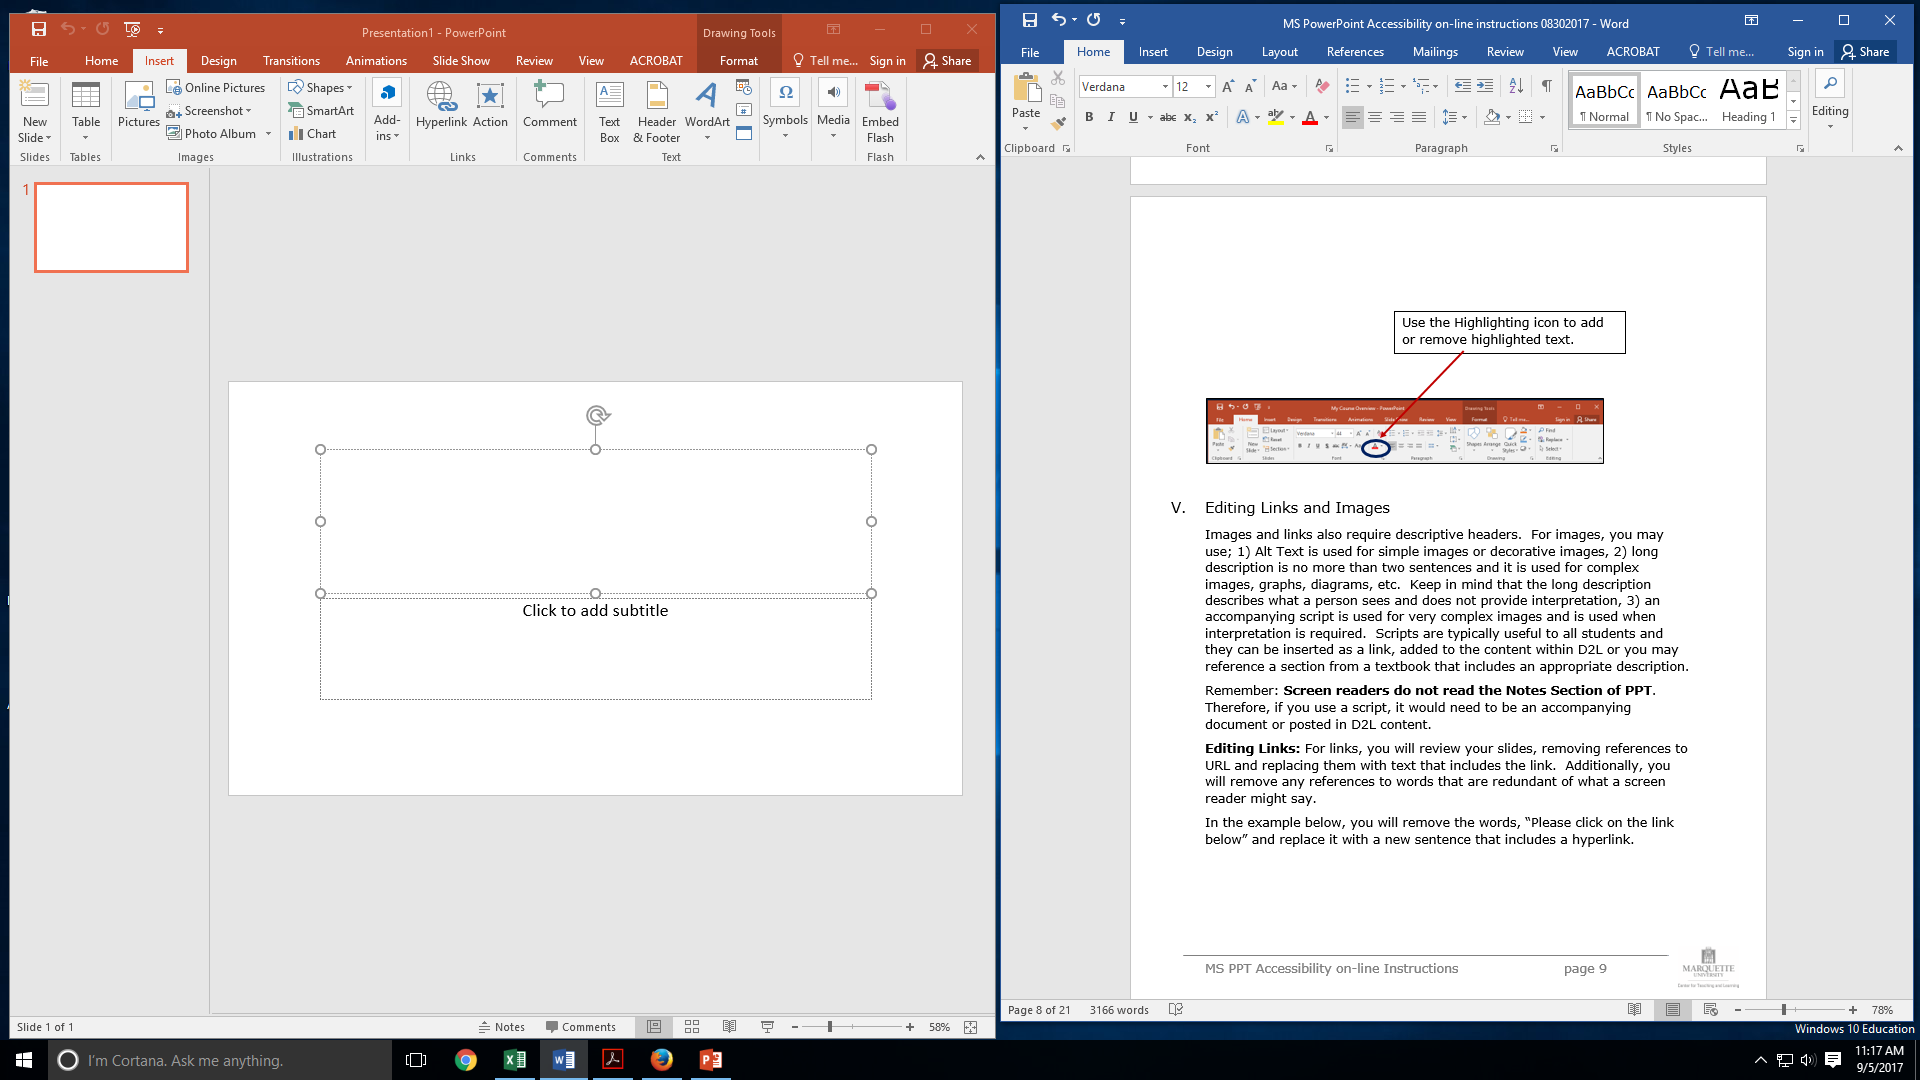 Presentation1 - PowerPoint
Drawing Tools
File Home Insert Design Transitions Animations Slide Show Review View ACROBAT Format Tell me... Sign in Share
New Slide
Slides
Table
Tables
Pictures
Online Pictures
Screenshot
Photo Album
Images
Shapes
SmartArt
Chart
Illustrations
Add-ins
Hyperlink
Action
Links
Comment
Comments
Text Box
Header & Footer
WordArt
Text
Symbols
Media
Embed Flash
Flash
1
Click to add subtitle
Slide 1 of 1
Notes
Comments
58%
MS PowerPoint Accessibility on-line instructions 08302017 - Word
File Home Insert Design Layout References Mailings Review View ACROBAT Tell me... Sign in Share
Paste
Clipboard
Verdana
12
Aa
B I U abc x₂ x²
Font
Paragraph
AaBbCc
¶ Normal
AaBbCc
¶ No Spac...
AaB
Heading 1
Styles
Editing
Use the Highlighting icon to add
or remove highlighted text.
My Course Overview - PowerPoint
V. Editing Links and Images
Images and links also require descriptive headers.  For images, you may
use; 1) Alt Text is used for simple images or decorative images, 2) long
description is no more than two sentences and it is used for complex
images, graphs, diagrams, etc.  Keep in mind that the long description
describes what a person sees and does not provide interpretation, 3) an
accompanying script is used for very complex images and is used when
interpretation is required.  Scripts are typically useful to all students and
they can be inserted as a link, added to the content within D2L or you may
reference a section from a textbook that includes an appropriate description.
Remember: Screen readers do not read the Notes Section of PPT.
Therefore, if you use a script, it would need to be an accompanying
document or posted in D2L content.
Editing Links: For links, you will review your slides, removing references to
URL and replacing them with text that includes the link.  Additionally, you
will remove any references to words that are redundant of what a screen
reader might say.
In the example below, you will remove the words, “Please click on the link
below” and replace it with a new sentence that includes a hyperlink.
MS PPT Accessibility on-line Instructions page 9
MARQUETTE
UNIVERSITY
Center for Teaching and Learning
Page 8 of 21
3166 words
78%
Windows 10 Education
I'm Cortana. Ask me anything.
11:17 AM
9/5/2017